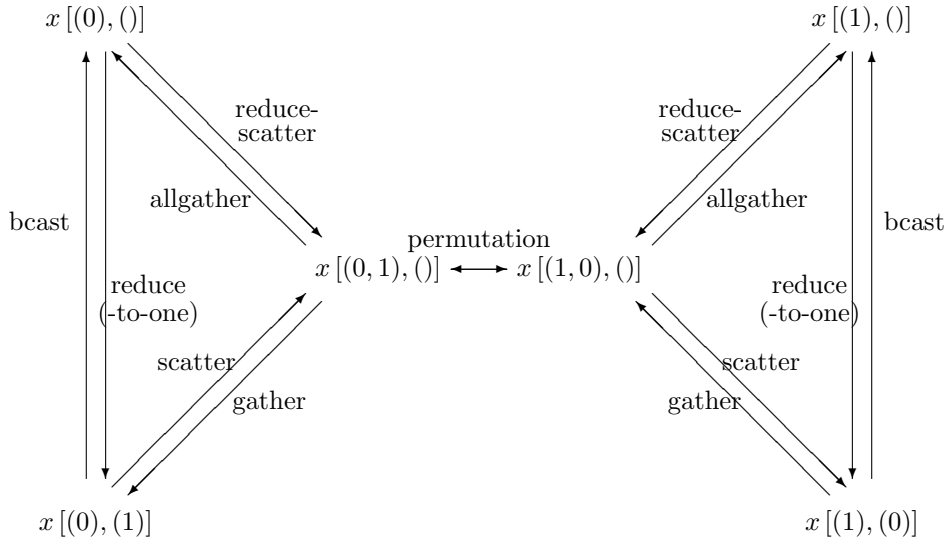 x [(0), ()]
x [(1), ()]
reduce-
scatter
reduce-
scatter
allgather
allgather
bcast
bcast
permutation
x [(0, 1), ()]
x [(1, 0), ()]
reduce
(-to-one)
reduce
(-to-one)
scatter
scatter
gather
gather
x [(0), (1)]
x [(1), (0)]